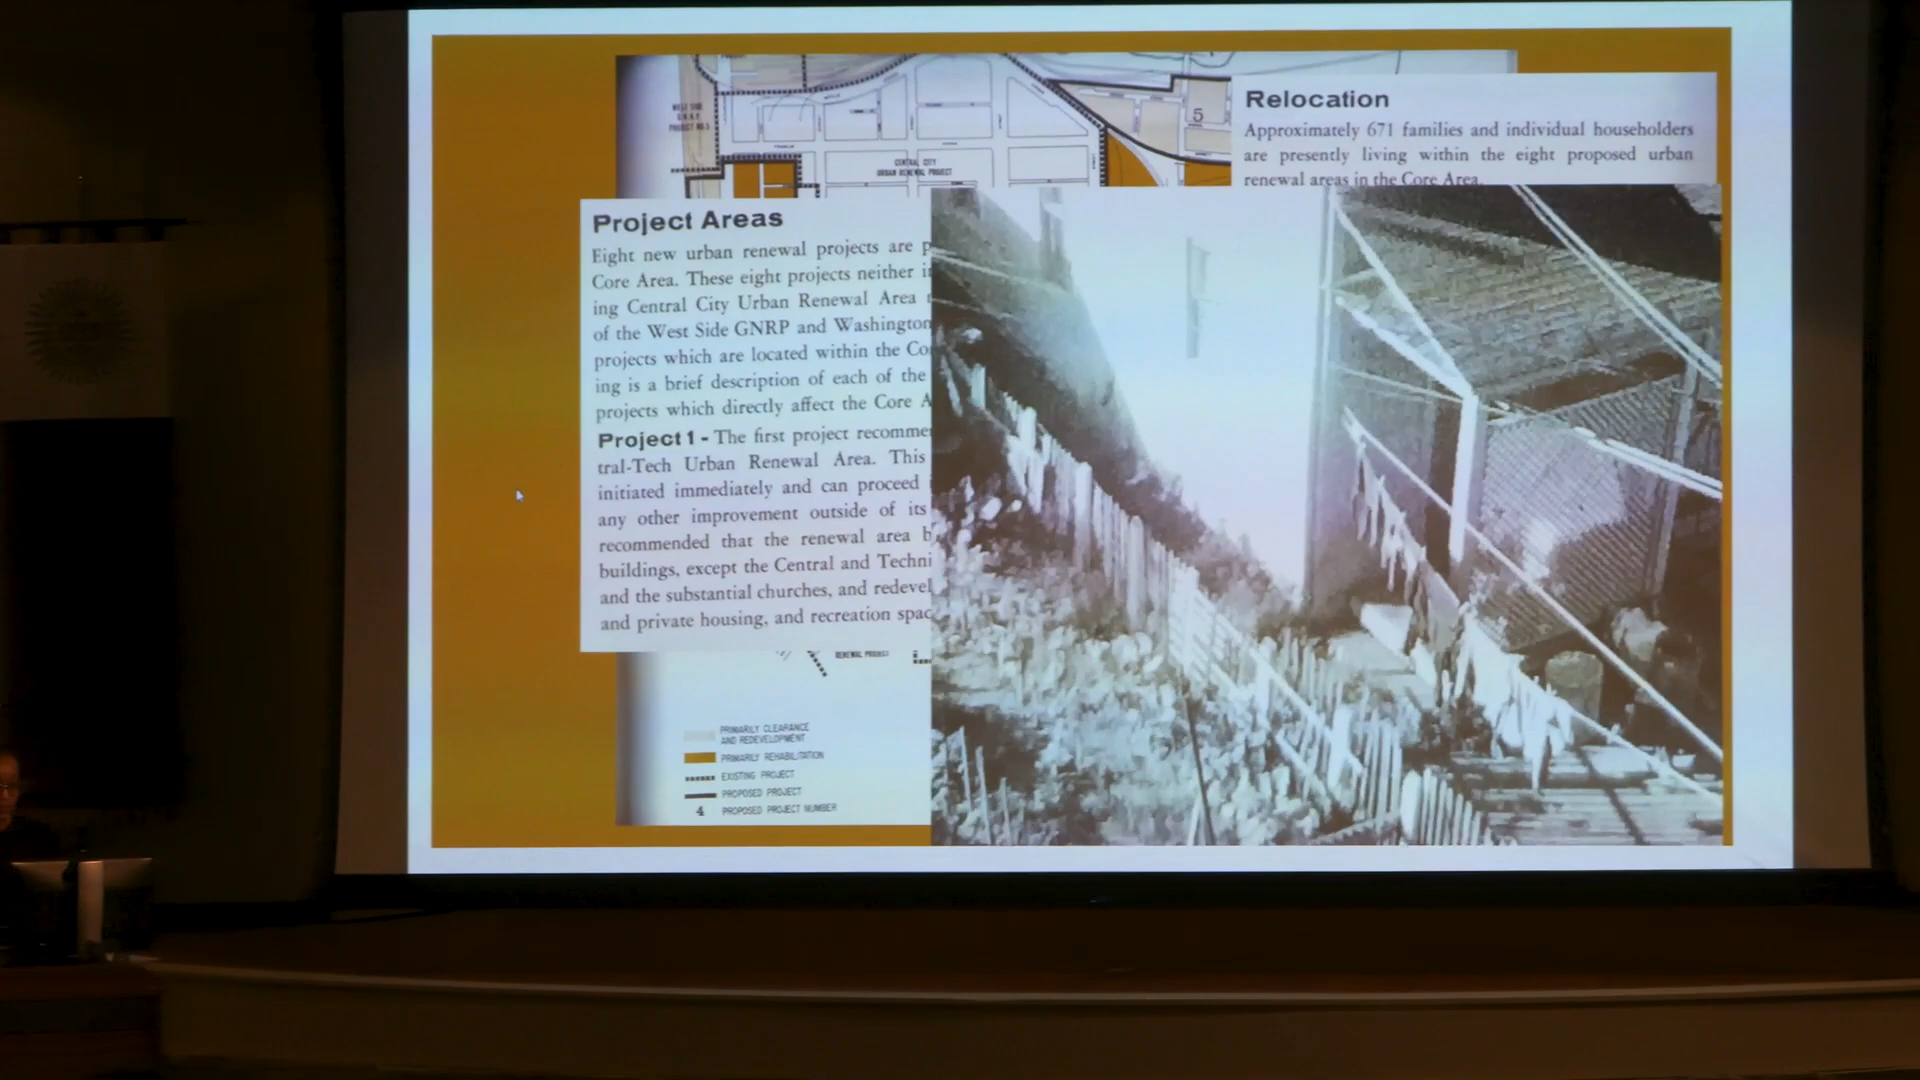 WEST SIDE
G.N.R.P.
PROJECT NO.1
5
CENTRAL CITY
URBAN RENEWAL PROJECT
Relocation
Approximately 671 families and individual householders
are presently living within the eight proposed urban
renewal areas in the Core Area.
Project Areas
Eight new urban renewal projects are p
Core Area. These eight projects neither i
ing Central City Urban Renewal Area
of the West Side GNRP and Washington
projects which are located within the Co
ing is a brief description of each of the
projects which directly affect the Core A
Project 1 - The first project recomme
tral-Tech Urban Renewal Area. This
initiated immediately and can proceed
any other improvement outside of its
recommended that the renewal area b
buildings, except the Central and Techni
and the substantial churches, and redevel
and private housing, and recreation spac
RENEWAL PROJECT
PRIMARILY CLEARANCE
AND REDEVELOPMENT
PRIMARILY REHABILITATION
EXISTING PROJECT
PROPOSED PROJECT
4 PROPOSED PROJECT NUMBER